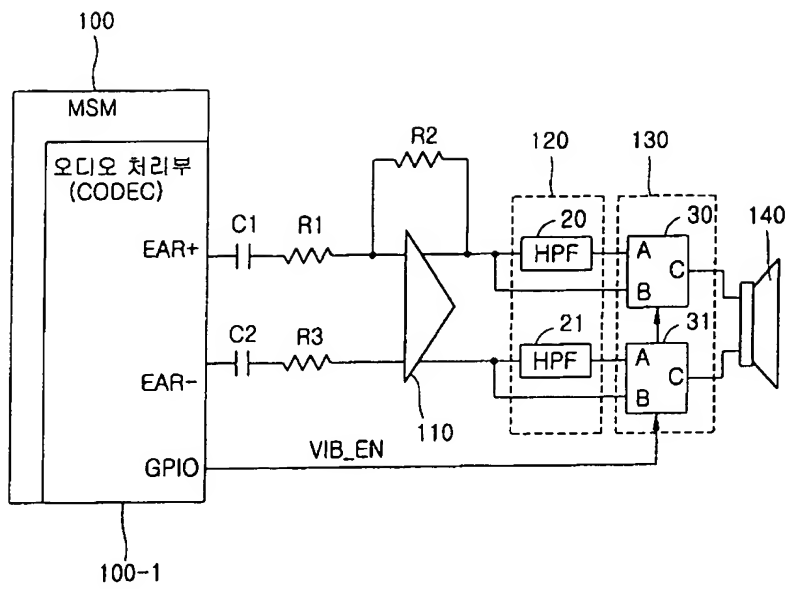 100
MSM
오디오 처리부
(CODEC)
EAR+
EAR-
GPIO
100-1
C1
R1
R2
C2
R3
110
VIB_EN
120
20
HPF
21
HPF
130
30
A
B
C
31
A
B
C
140